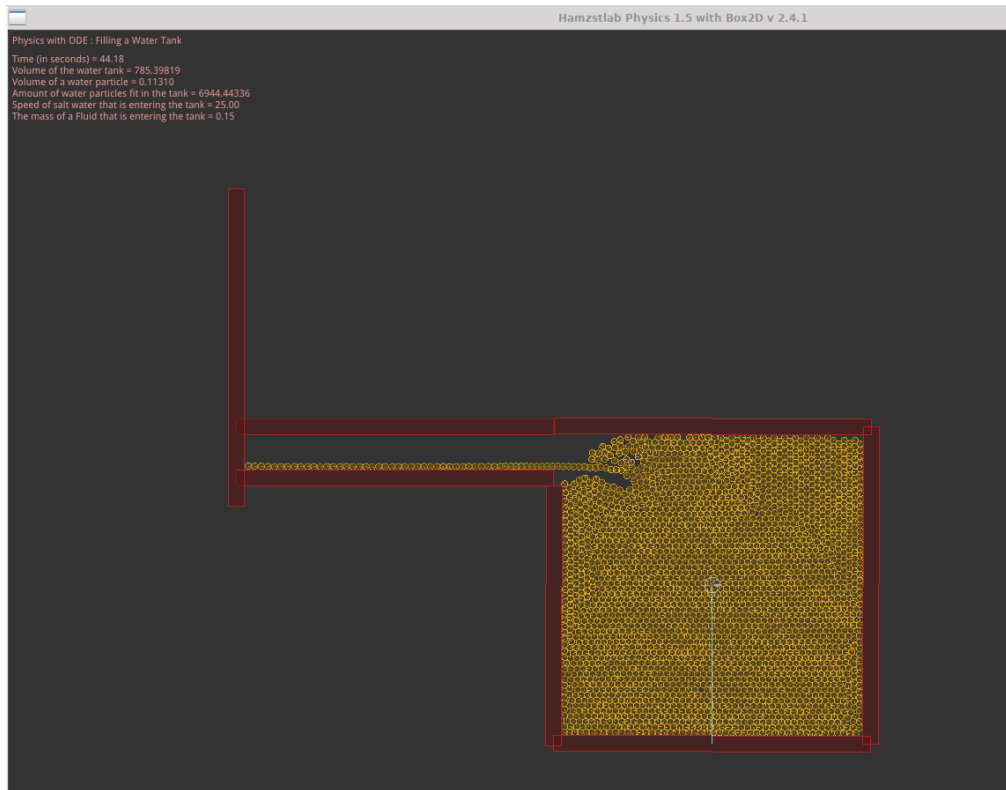 Hamzstlab Physics 1.5 with Box2D v 2.4.1
Physics with ODE : Filling a Water Tank
Time (in seconds) = 44.18
Volume of the water tank = 785.39819
Volume of a water particle = 0.11310
Amount of water particles fit in the tank = 6944.44336
Speed of salt water that is entering the tank = 25.00
The mass of a Fluid that is entering the tank = 0.15